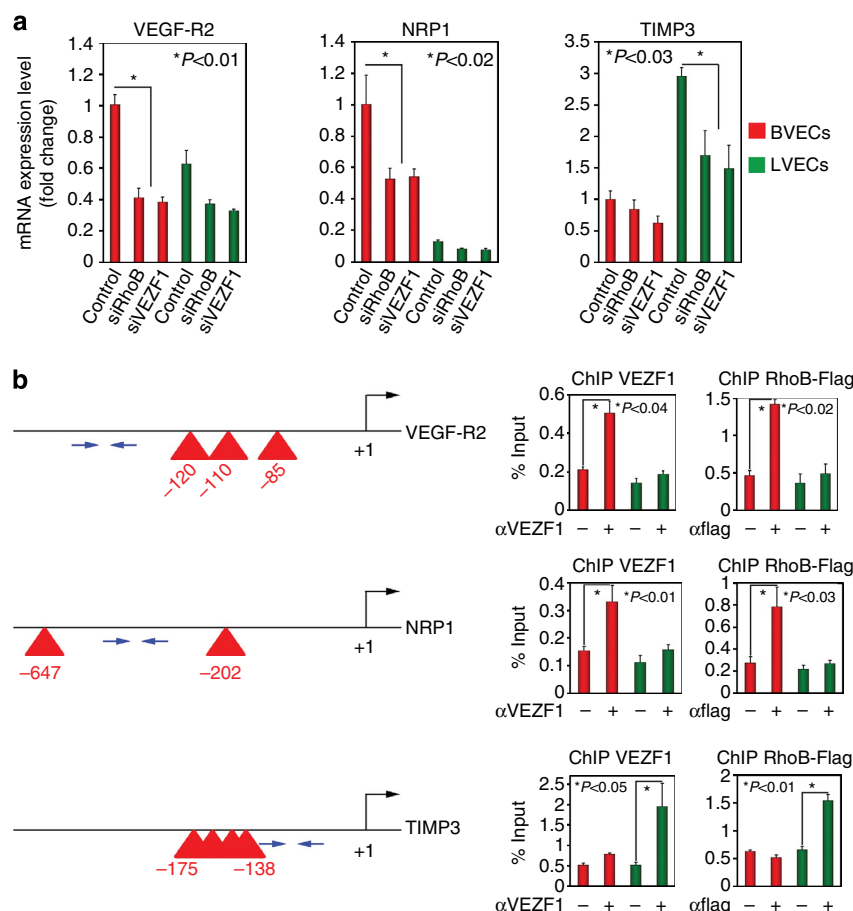 a
VEGF-R2
NRP1
TIMP3
mRNA expression level
(fold change)
1.4
1.2
1
0.8
0.6
0.4
0.2
0
*
*P<0.01
Control
siRhoB
siVEZF1
Control
siRhoB
siVEZF1
1.4
1.2
1
0.8
0.6
0.4
0.2
0
*
*P<0.02
Control
siRhoB
siVEZF1
Control
siRhoB
siVEZF1
3.5
3
2.5
2
1.5
1
0.5
0
*P<0.03
*
Control
siRhoB
siVEZF1
Control
siRhoB
siVEZF1
BVECs
LVECs
b
VEGF-R2
+1
–120
–110
–85
ChIP VEZF1
% Input
0.6
0.4
0.2
0
*
*P<0.04
αVEZF1 – + – +
ChIP RhoB-Flag
1.5
1
0.5
0
*
*P<0.02
αflag – + – +
NRP1
+1
–647
–202
ChIP VEZF1
% Input
0.4
0.3
0.2
0.1
0
*
*P<0.01
αVEZF1 – + – +
ChIP RhoB-Flag
1
0.8
0.6
0.4
0.2
0
*
*P<0.03
αflag – + – +
TIMP3
+1
–175
–138
ChIP VEZF1
% Input
2.5
2
1.5
1
0.5
0
*P<0.05
*
αVEZF1 – + – +
ChIP RhoB-Flag
2
1.5
1
0.5
0
*P<0.01
*
αflag – + – +